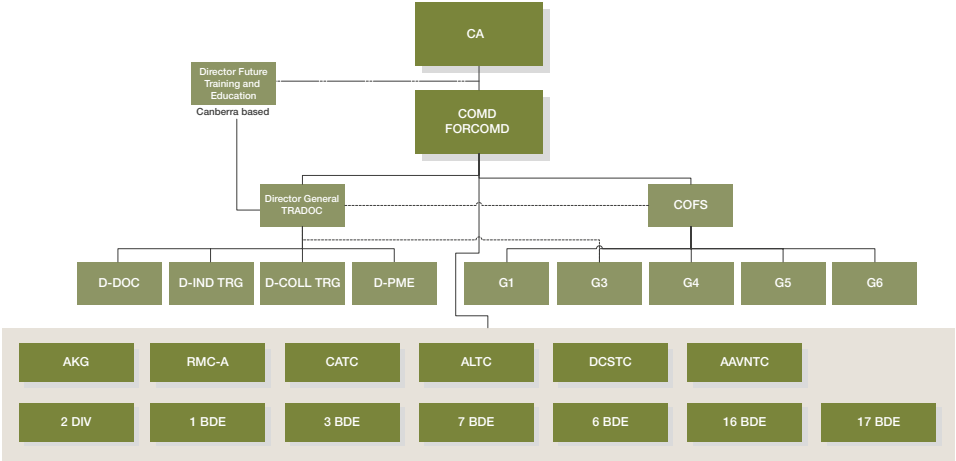 CA
Director Future
Training and
Education
Canberra based
COMD
FORCOMD
Director General
TRADOC
COFS
D-DOC
D-IND TRG
D-COLL TRG
D-PME
G1
G3
G4
G5
G6
AKG
RMC-A
CATC
ALTC
DCSTC
AAVNTC
2 DIV
1 BDE
3 BDE
7 BDE
6 BDE
16 BDE
17 BDE